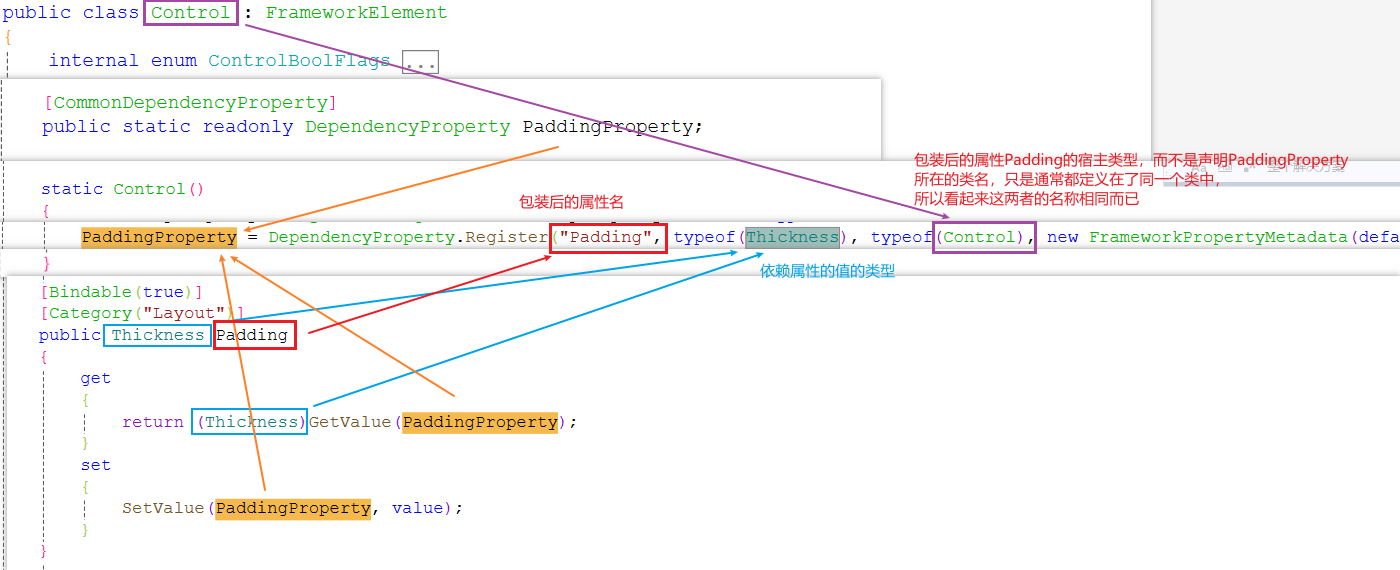 public class Control : FrameworkElement
{
internal enum ControlBoolFlags ...
[CommonDependencyProperty]
public static readonly DependencyProperty PaddingProperty;
包装后的属性Padding的宿主类型，而不是声明PaddingProperty
所在的类名，只是通常都定义在了同一个类中，
所以看起来这两者的名称相同而已
static Control()
{
包装后的属性名
PaddingProperty = DependencyProperty.Register("Padding", typeof(Thickness), typeof(Control), new FrameworkPropertyMetadata(defa
}
依赖属性的值的类型
[Bindable(true)]
[Category("Layout")]
public Thickness Padding
{
get
{
return (Thickness)GetValue(PaddingProperty);
}
set
{
SetValue(PaddingProperty, value);
}
}